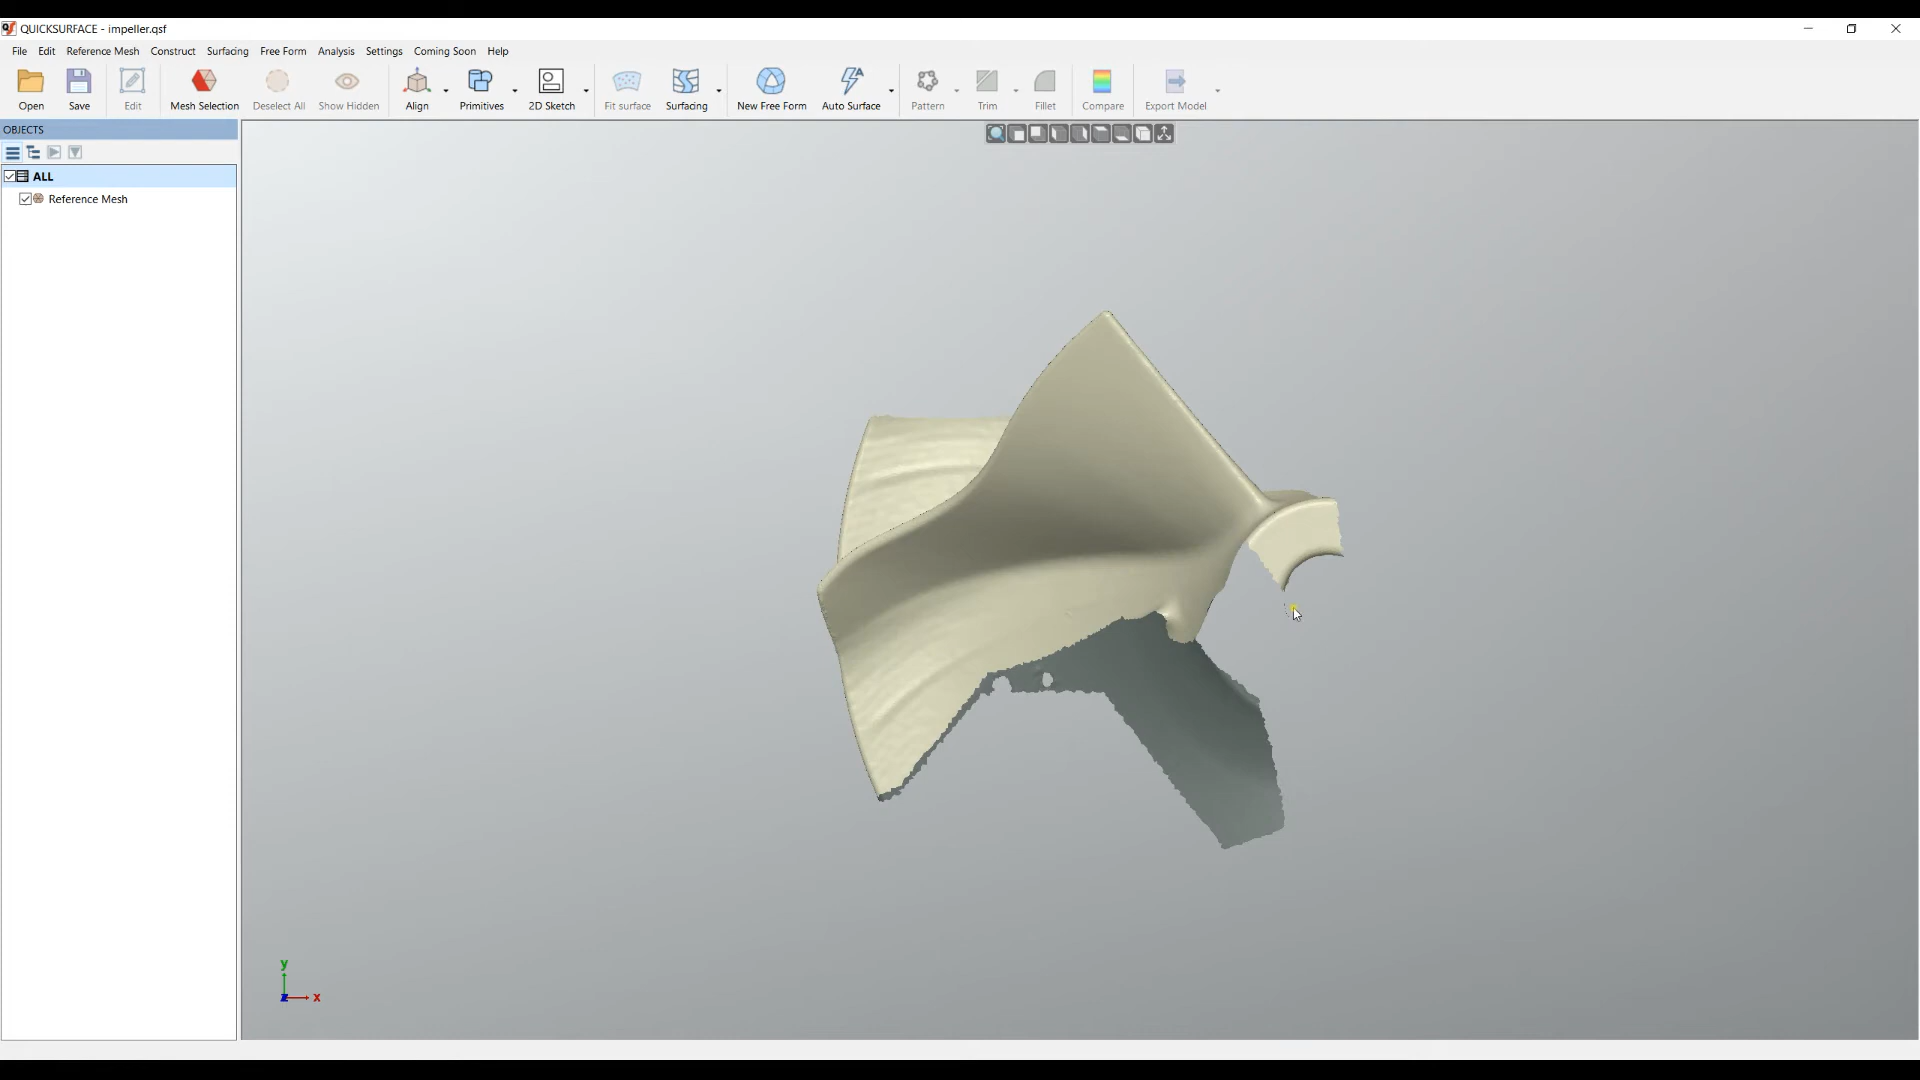 QUICKSURFACE - impeller.qsf
File Edit Reference Mesh Construct Surfacing Free Form Analysis Settings Coming Soon Help
Open Save Edit Mesh Selection Deselect All Show Hidden Align Primitives 2D Sketch Fit surface Surfacing New Free Form Auto Surface Pattern Trim Fillet Compare Export Model
OBJECTS
ALL
Reference Mesh
y
z x